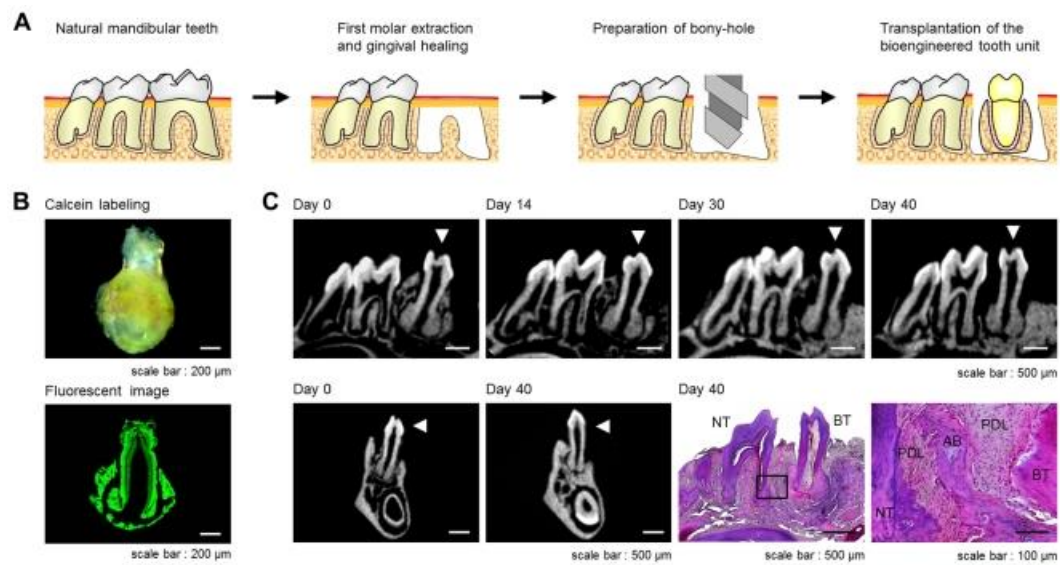 A
Natural mandibular teeth
First molar extraction
and gingival healing
Preparation of bony-hole
Transplantation of the
bioengineered tooth unit
B
Calcein labeling
scale bar : 200 µm
Fluorescent image
scale bar : 200 µm
C
Day 0
Day 14
Day 30
Day 40
scale bar : 500 µm
Day 0
Day 40
Day 40
NT
BT
PDL
PDL
AB
BT
NT
scale bar : 500 µm
scale bar : 500 µm
scale bar : 100 µm